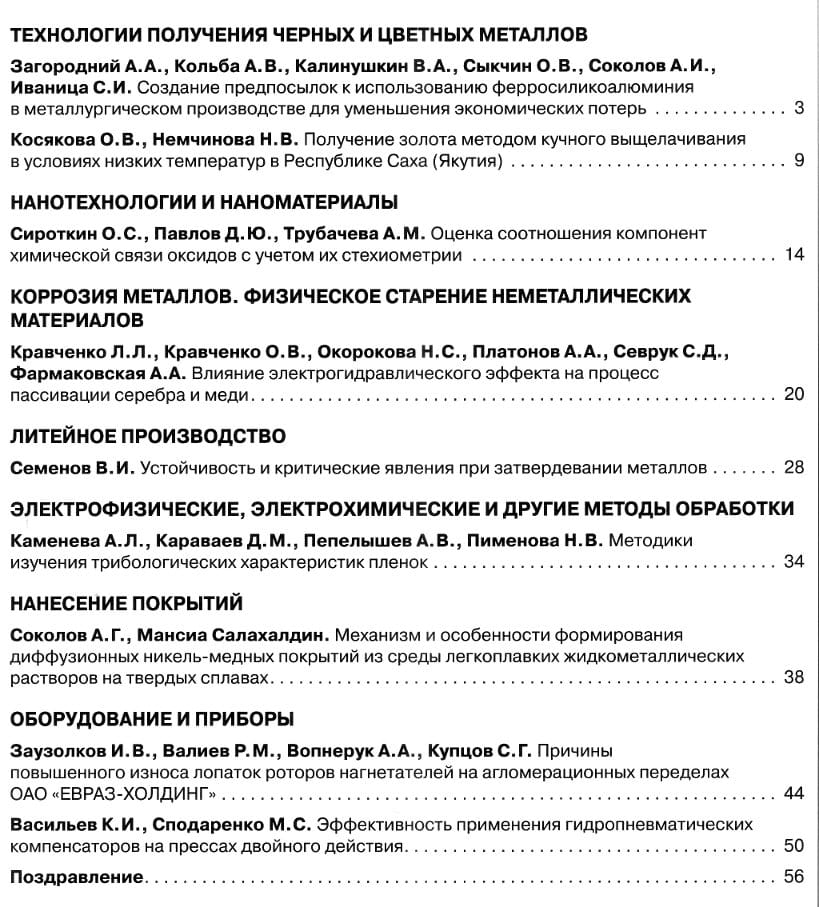 ТЕХНОЛОГИИ ПОЛУЧЕНИЯ ЧЕРНЫХ И ЦВЕТНЫХ МЕТАЛЛОВ
Загородний А.А., Кольба А.В., Калинушкин В.А., Сыкчин О.В., Соколов А.И.,
Иваница С.И. Создание предпосылок к использованию ферросиликоалюминия
в металлургическом производстве для уменьшения экономических потерь . . . . . . . . . . . . . . 3
Косякова О.В., Немчинова Н.В. Получение золота методом кучного выщелачивания
в условиях низких температур в Республике Саха (Якутия) . . . . . . . . . . . . . . . . . . . . . . . . . . . . 9
НАНОТЕХНОЛОГИИ И НАНОМАТЕРИАЛЫ
Сироткин О.С., Павлов Д.Ю., Трубачева А.М. Оценка соотношения компонент
химической связи оксидов с учетом их стехиометрии . . . . . . . . . . . . . . . . . . . . . . . . . . . . . . . 14
КОРРОЗИЯ МЕТАЛЛОВ. ФИЗИЧЕСКОЕ СТАРЕНИЕ НЕМЕТАЛЛИЧЕСКИХ
МАТЕРИАЛОВ
Кравченко Л.Л., Кравченко О.В., Окорокова Н.С., Платонов А.А., Севрук С.Д.,
Фармаковская А.А. Влияние электрогидравлического эффекта на процесс
пассивации серебра и меди. . . . . . . . . . . . . . . . . . . . . . . . . . . . . . . . . . . . . . . . . . . . . . . . . . . . . 20
ЛИТЕЙНОЕ ПРОИЗВОДСТВО
Семенов В.И. Устойчивость и критические явления при затвердевании металлов . . . . . . . 28
ЭЛЕКТРОФИЗИЧЕСКИЕ, ЭЛЕКТРОХИМИЧЕСКИЕ И ДРУГИЕ МЕТОДЫ ОБРАБОТКИ
Каменева А.Л., Караваев Д.М., Пепелышев А.В., Пименова Н.В. Методики
изучения трибологических характеристик пленок . . . . . . . . . . . . . . . . . . . . . . . . . . . . . . . . . . . 34
НАНЕСЕНИЕ ПОКРЫТИЙ
Соколов А.Г., Мансиа Салахалдин. Механизм и особенности формирования
диффузионных никель-медных покрытий из среды легкоплавких жидкометаллических
растворов на твердых сплавах. . . . . . . . . . . . . . . . . . . . . . . . . . . . . . . . . . . . . . . . . . . . . . . . . . . 38
ОБОРУДОВАНИЕ И ПРИБОРЫ
Заузолков И.В., Валиев Р.М., Вопнерук А.А., Купцов С.Г. Причины
повышенного износа лопаток роторов нагнетателей на агломерационных переделах
ОАО «ЕВРАЗ-ХОЛДИНГ» . . . . . . . . . . . . . . . . . . . . . . . . . . . . . . . . . . . . . . . . . . . . . . . . . . . . . . . . 44
Васильев К.И., Сподаренко М.С. Эффективность применения гидропневматических
компенсаторов на прессах двойного действия. . . . . . . . . . . . . . . . . . . . . . . . . . . . . . . . . . . . . . 50
Поздравление. . . . . . . . . . . . . . . . . . . . . . . . . . . . . . . . . . . . . . . . . . . . . . . . . . . . . . . . . . . . . . . . 56